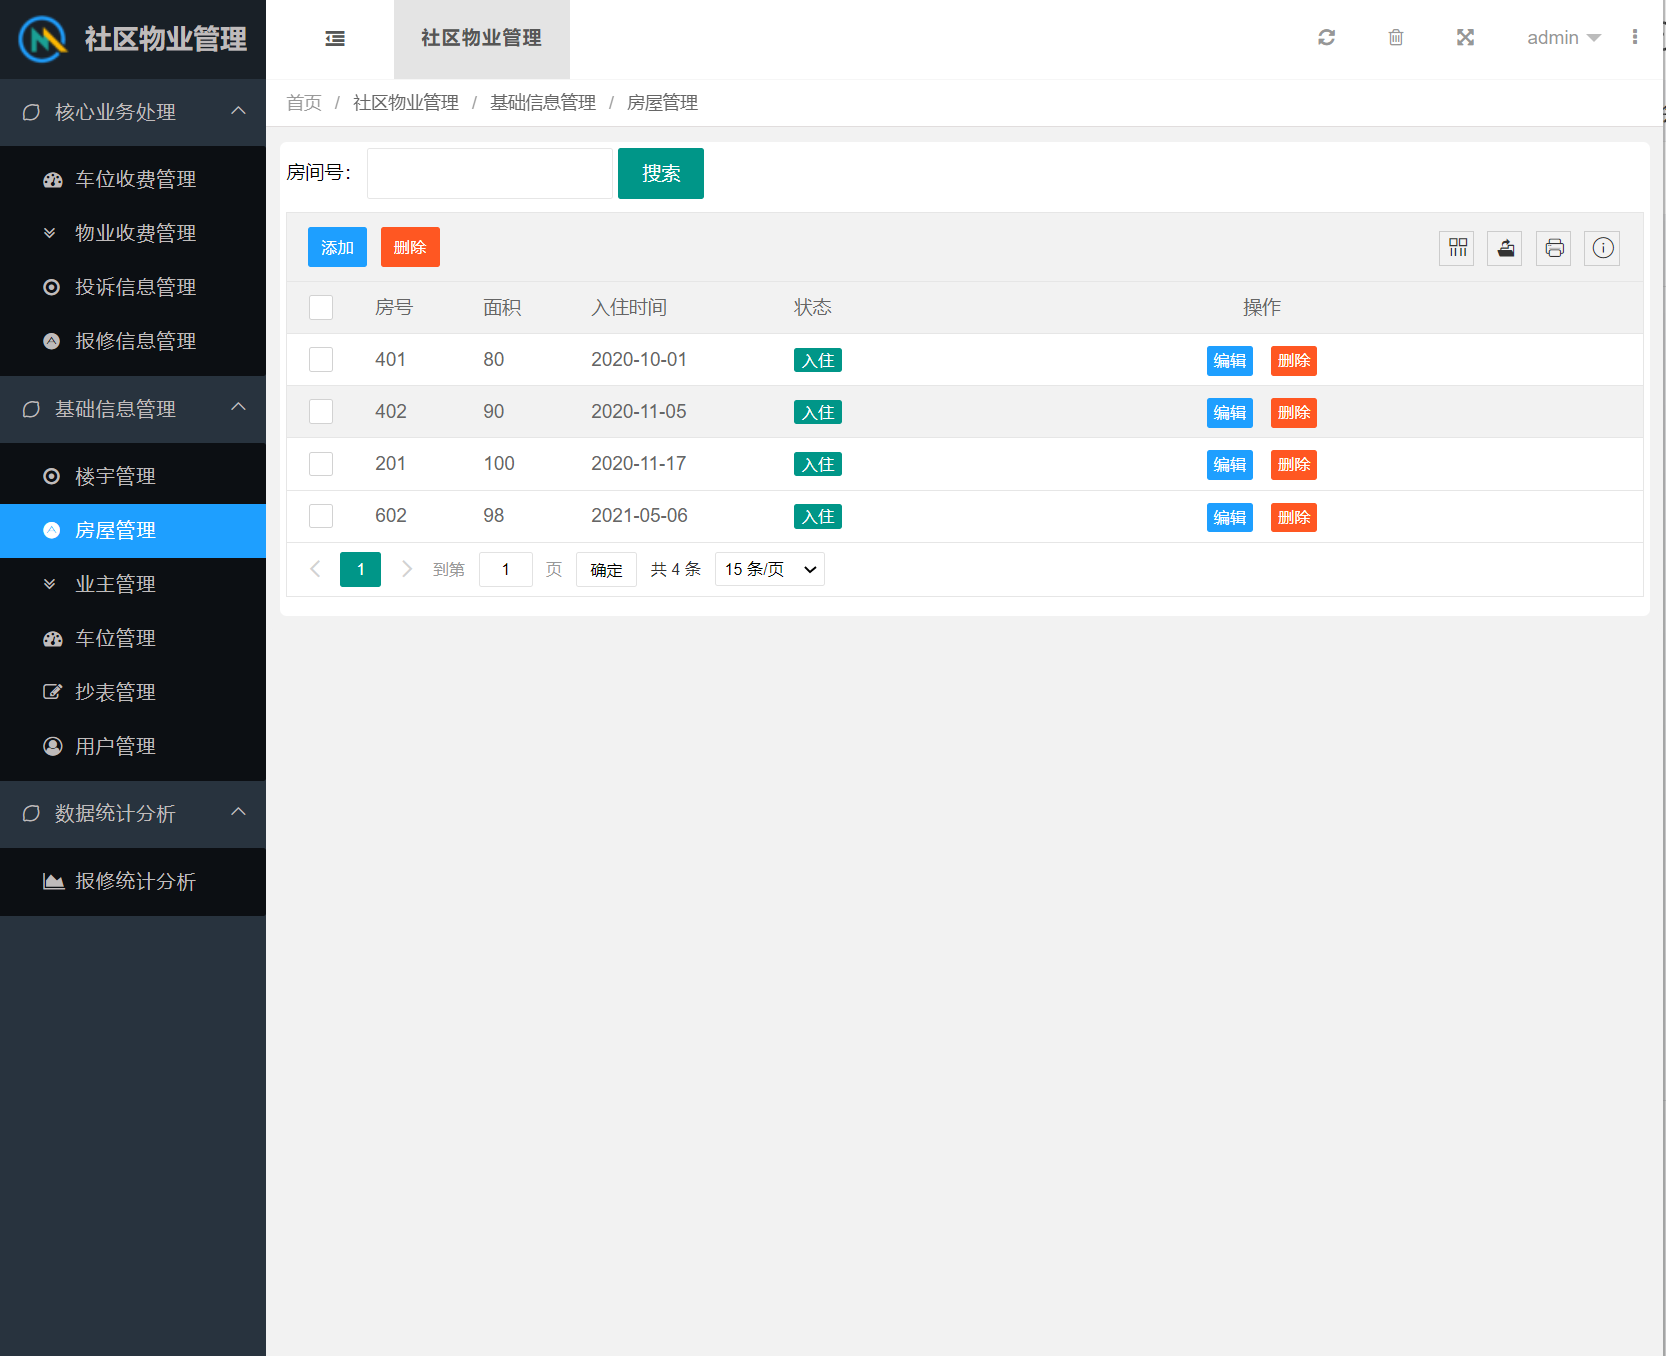 社区物业管理
核心业务处理
车位收费管理
物业收费管理
投诉信息管理
报修信息管理
基础信息管理
楼宇管理
房屋管理
业主管理
车位管理
抄表管理
用户管理
数据统计分析
报修统计分析
社区物业管理
admin
首页 / 社区物业管理 / 基础信息管理 / 房屋管理
房间号： 搜索
添加 删除
房号 面积 入住时间 状态 操作
401 80 2020-10-01 入住 编辑 删除
402 90 2020-11-05 入住 编辑 删除
201 100 2020-11-17 入住 编辑 删除
602 98 2021-05-06 入住 编辑 删除
1 到第 1 页 确定 共 4 条 15 条/页